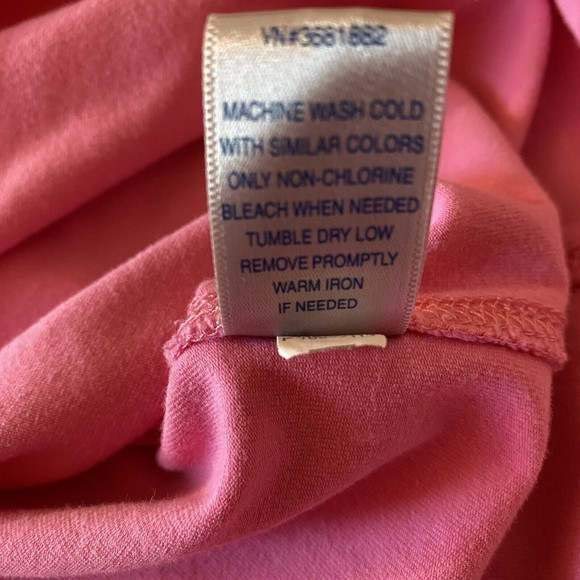 VN#3681882
MACHINE WASH COLD
WITH SIMILAR COLORS
ONLY NON-CHLORINE
BLEACH WHEN NEEDED
TUMBLE DRY LOW
REMOVE PROMPTLY
WARM IRON
IF NEEDED